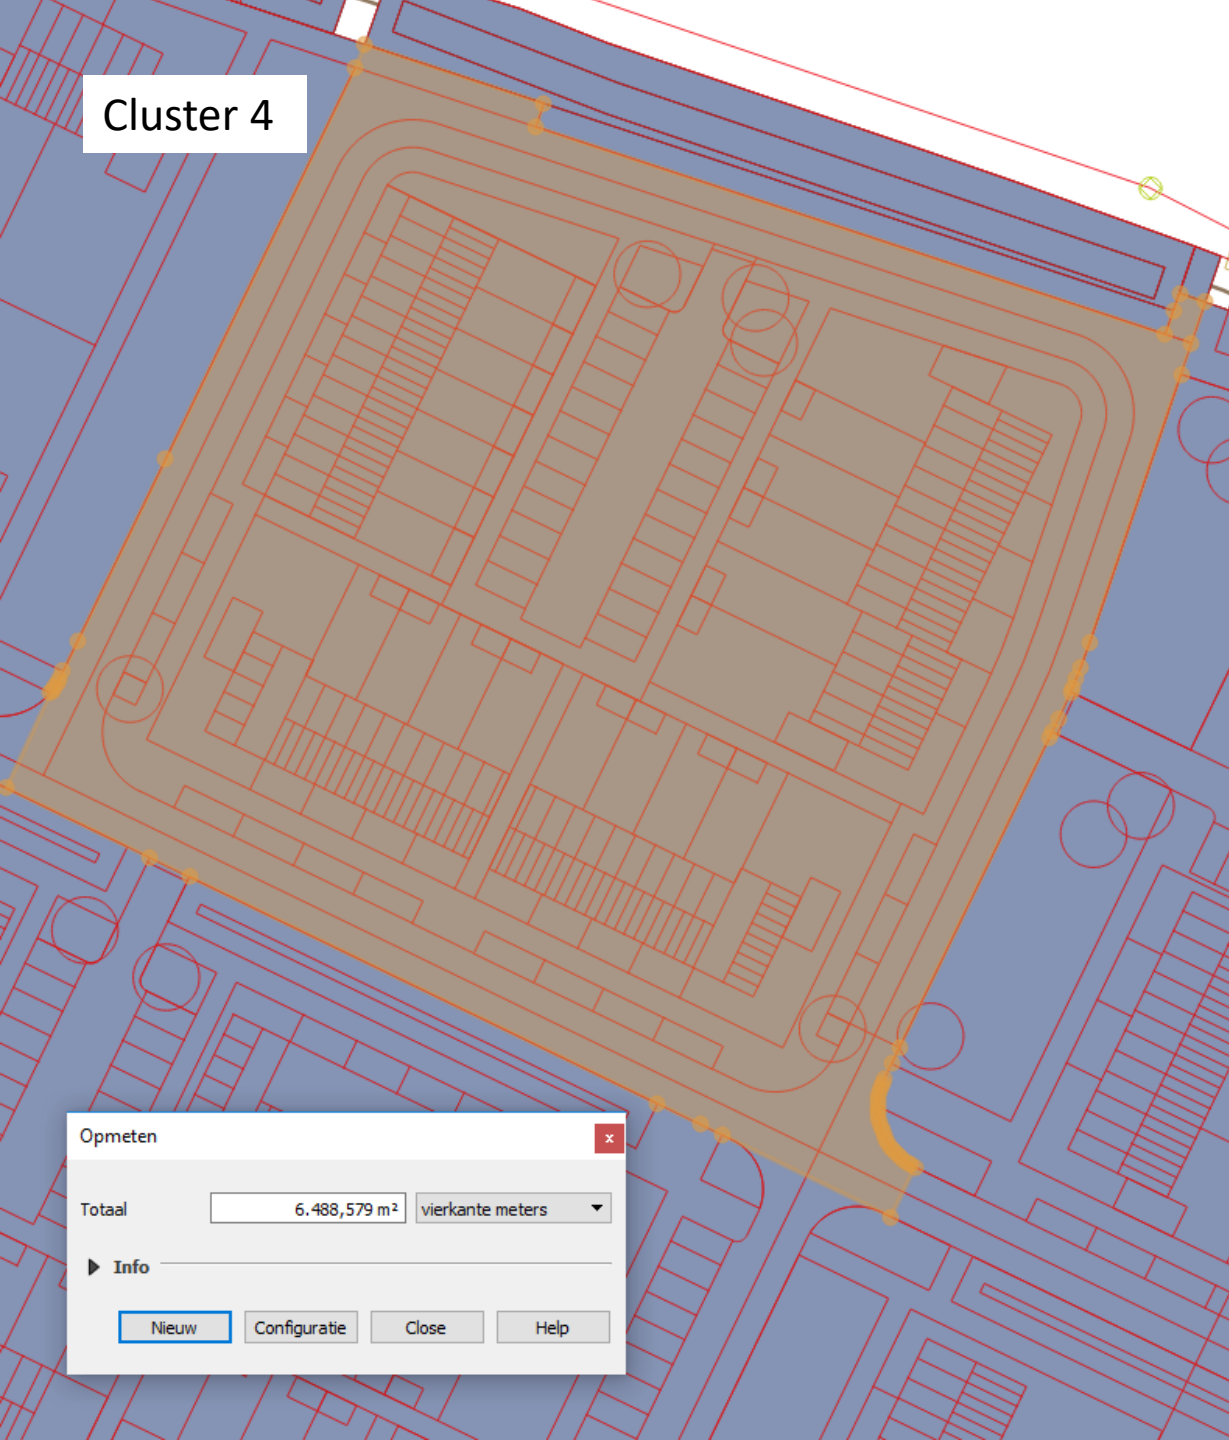 Cluster 4
Opmeten
x
Totaal 6.488,579 m² vierkante meters
Info
Nieuw Configuratie Close Help